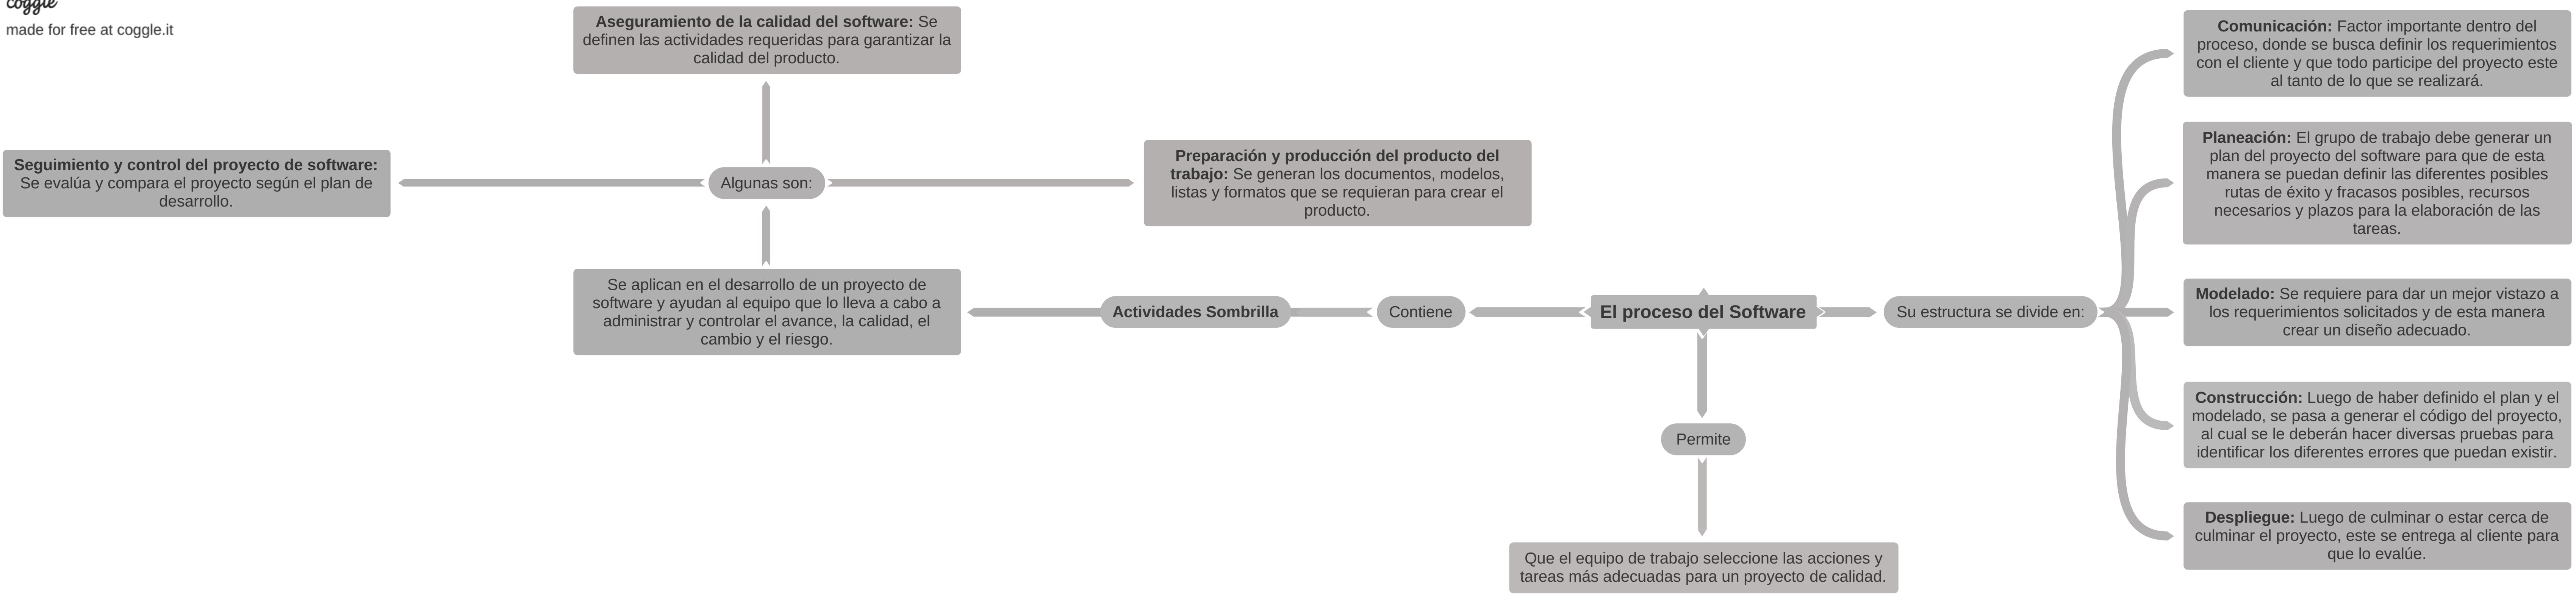 coggle
made for free at coggle.it
Aseguramiento de la calidad del software: Se
definen las actividades requeridas para garantizar la
calidad del producto.
Seguimiento y control del proyecto de software:
Se evalúa y compara el proyecto según el plan de
desarrollo.
Algunas son:
Preparación y producción del producto del
trabajo: Se generan los documentos, modelos,
listas y formatos que se requieran para crear el
producto.
Se aplican en el desarrollo de un proyecto de
software y ayudan al equipo que lo lleva a cabo a
administrar y controlar el avance, la calidad, el
cambio y el riesgo.
Actividades Sombrilla
Contiene
El proceso del Software
Su estructura se divide en:
Permite
Que el equipo de trabajo seleccione las acciones y
tareas más adecuadas para un proyecto de calidad.
Comunicación: Factor importante dentro del
proceso, donde se busca definir los requerimientos
con el cliente y que todo participe del proyecto este
al tanto de lo que se realizará.
Planeación: El grupo de trabajo debe generar un
plan del proyecto del software para que de esta
manera se puedan definir las diferentes posibles
rutas de éxito y fracasos posibles, recursos
necesarios y plazos para la elaboración de las
tareas.
Modelado: Se requiere para dar un mejor vistazo a
los requerimientos solicitados y de esta manera
crear un diseño adecuado.
Construcción: Luego de haber definido el plan y el
modelado, se pasa a generar el código del proyecto,
al cual se le deberán hacer diversas pruebas para
identificar los diferentes errores que puedan existir.
Despliegue: Luego de culminar o estar cerca de
culminar el proyecto, este se entrega al cliente para
que lo evalúe.